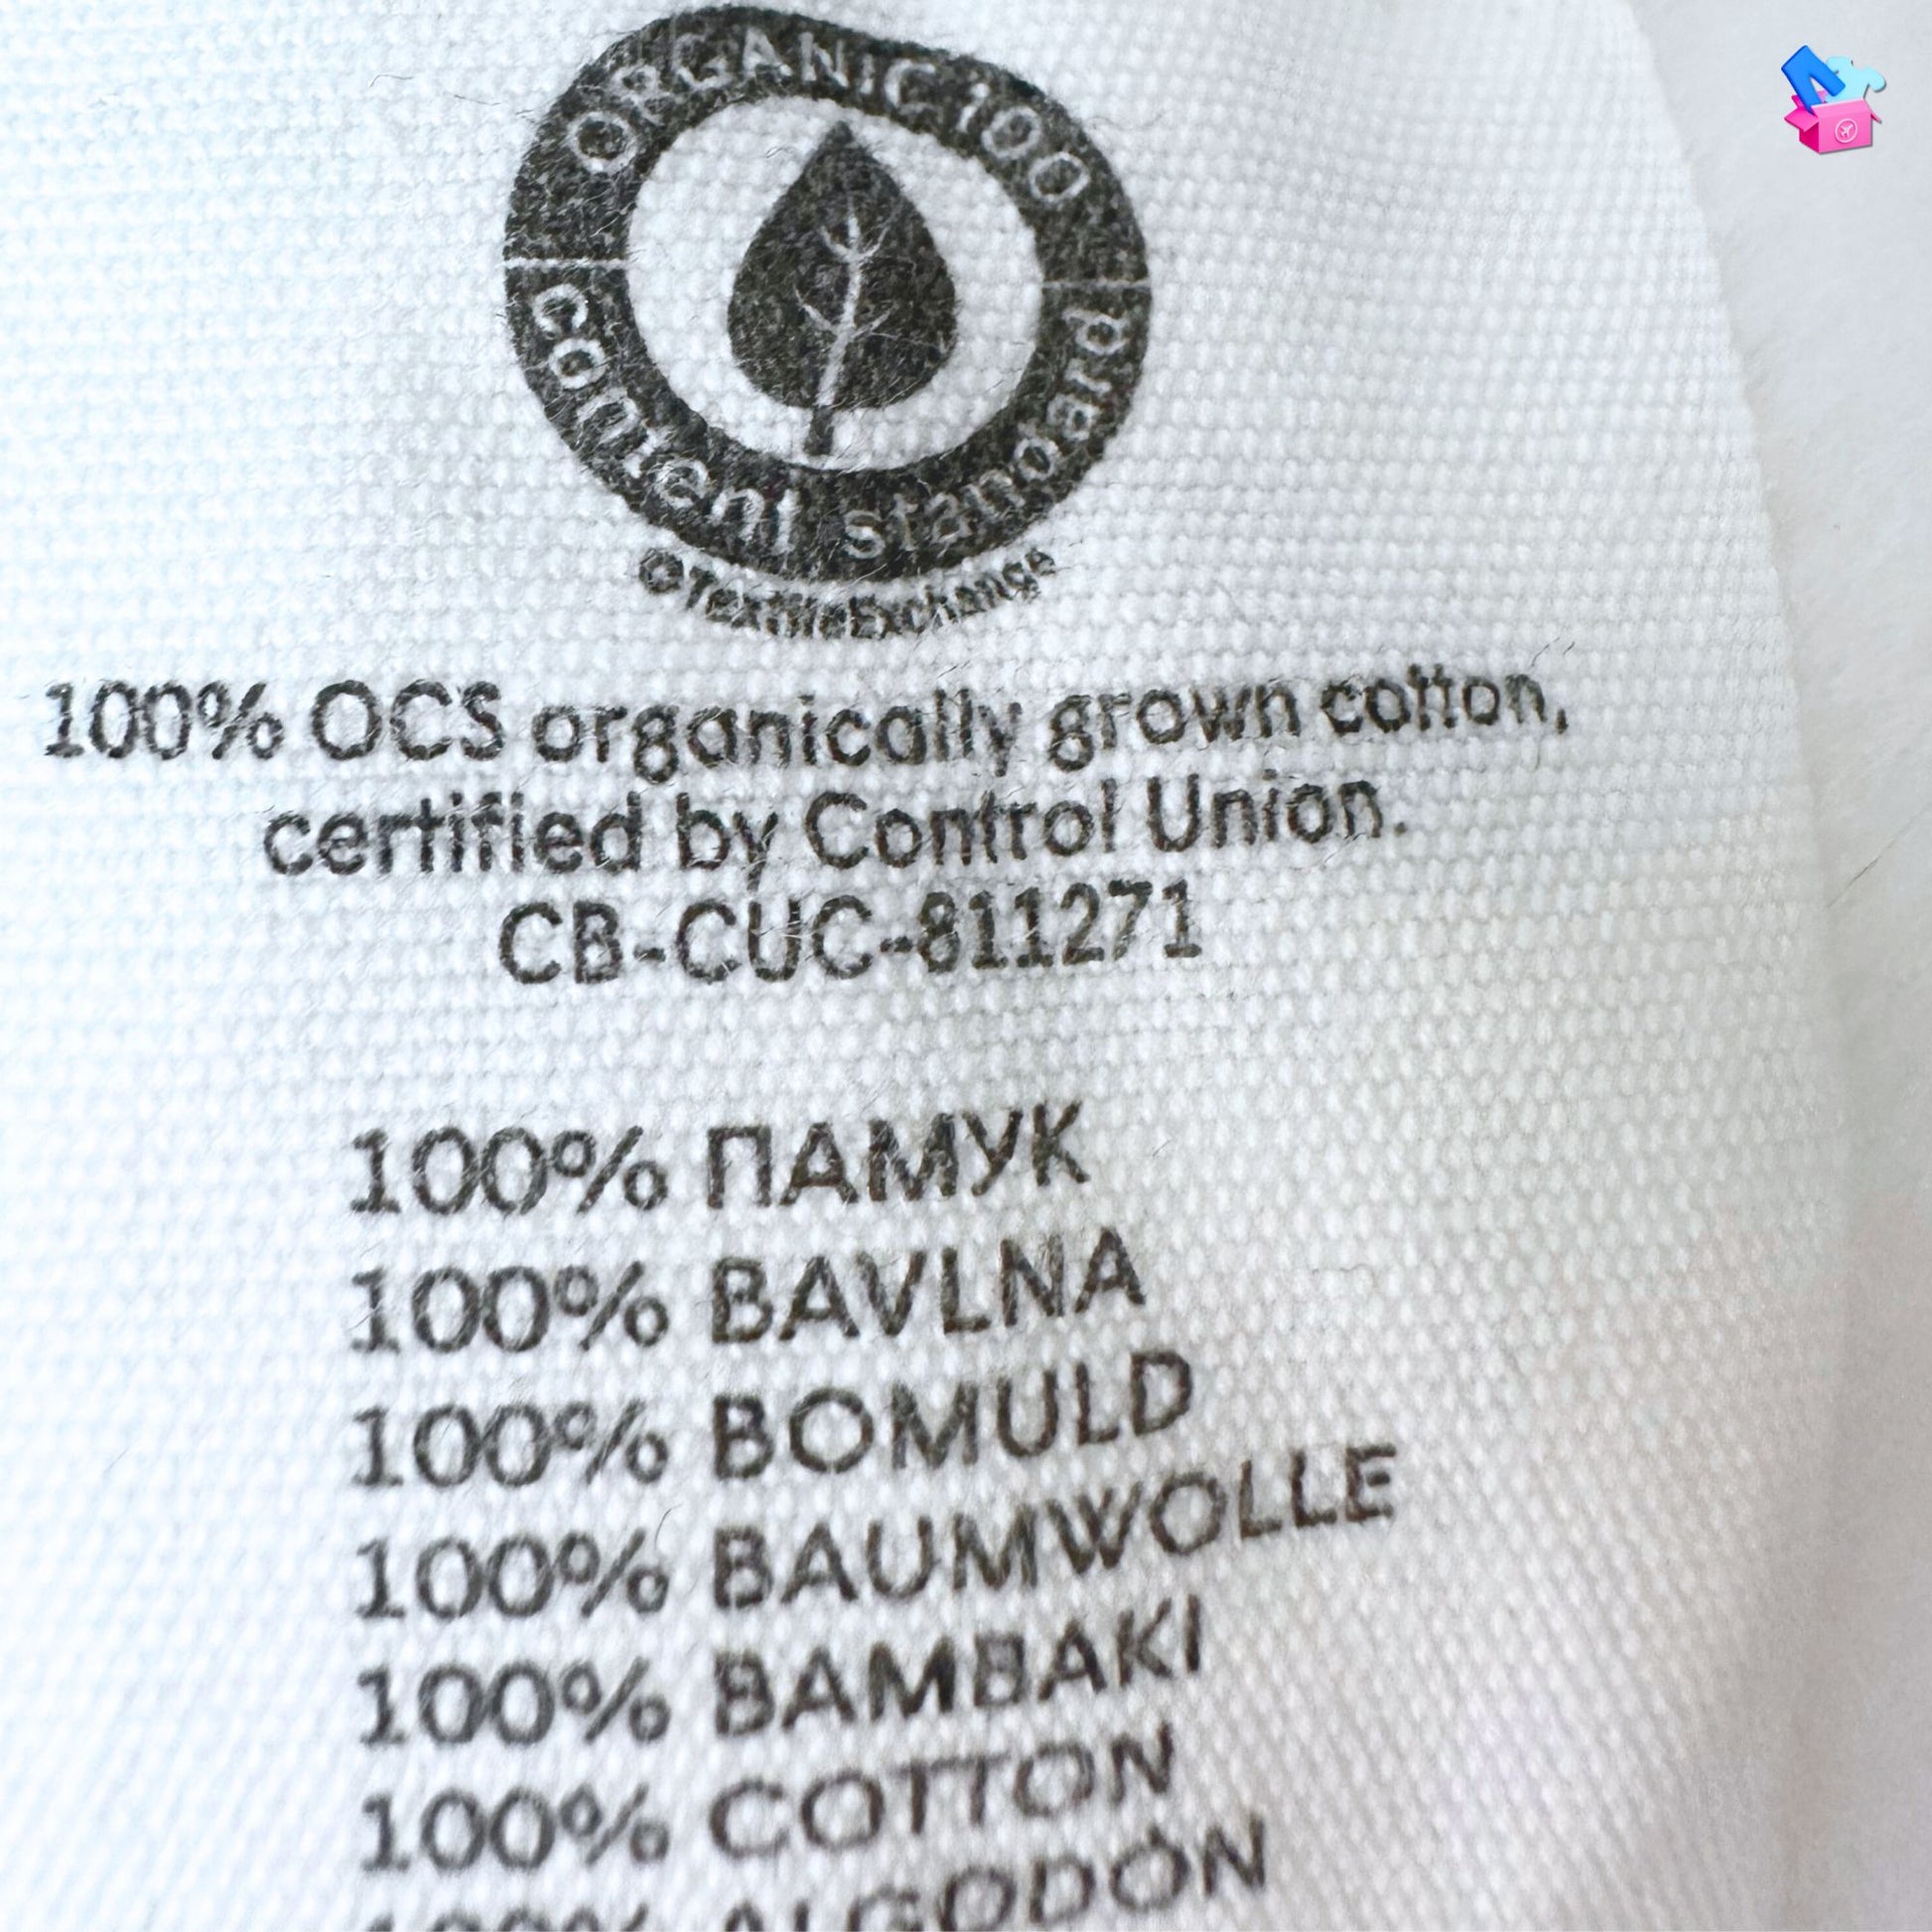 ORGANIC 100
content standard
©TextileExchange
100% OCS organically grown cotton,
certified by Control Union.
CB-CUC-811271
100% ПАМУК
100% BAVLNA
100% BOMULD
100% BAUMWOLLE
100% BAMBAKI
100% COTTON
100% ALGODÓN